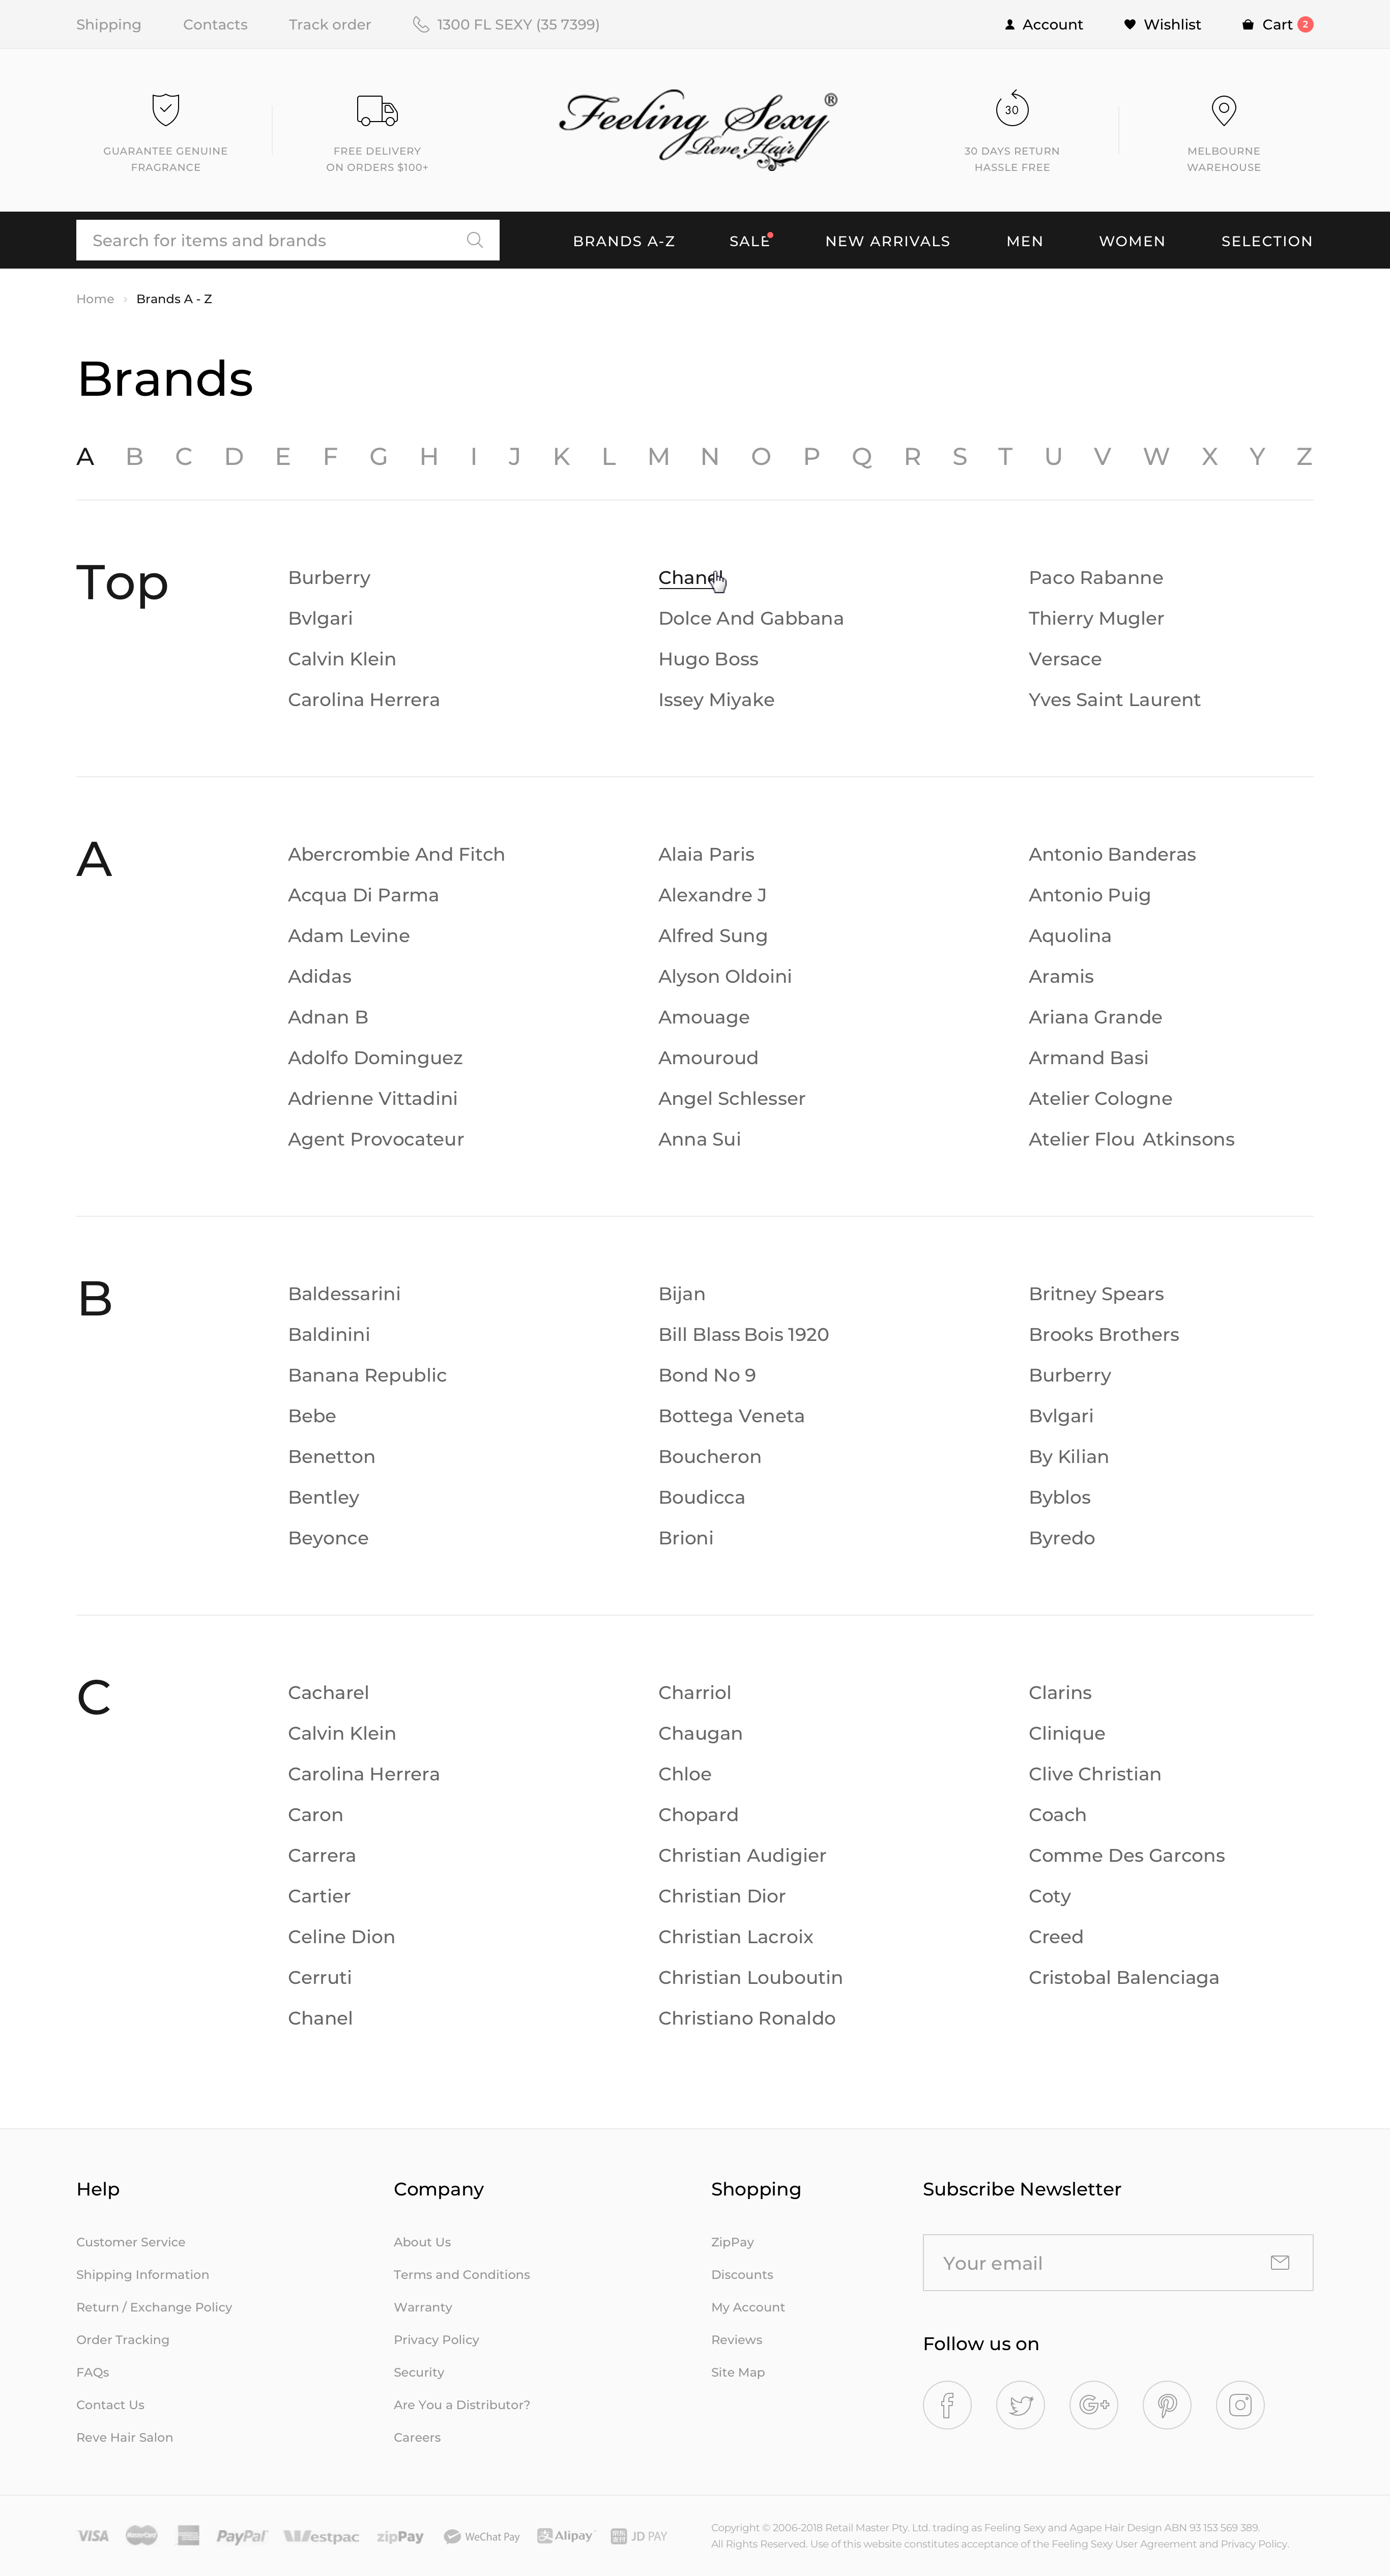 Shipping Contacts Track order 1300 FL SEXY (35 7399) Account Wishlist Cart 2
GUARANTEE GENUINE
FRAGRANCE
FREE DELIVERY
ON ORDERS $100+
Feeling Sexy ®
Reve Hair
30
30 DAYS RETURN
HASSLE FREE
MELBOURNE
WAREHOUSE
Search for items and brands BRANDS A-Z SALE NEW ARRIVALS MEN WOMEN SELECTION
Home › Brands A - Z
Brands
A B C D E F G H I J K L M N O P Q R S T U V W X Y Z
Top
Burberry
Bvlgari
Calvin Klein
Carolina Herrera
Chanel
Dolce And Gabbana
Hugo Boss
Issey Miyake
Paco Rabanne
Thierry Mugler
Versace
Yves Saint Laurent
A
Abercrombie And Fitch
Acqua Di Parma
Adam Levine
Adidas
Adnan B
Adolfo Dominguez
Adrienne Vittadini
Agent Provocateur
Alaia Paris
Alexandre J
Alfred Sung
Alyson Oldoini
Amouage
Amouroud
Angel Schlesser
Anna Sui
Antonio Banderas
Antonio Puig
Aquolina
Aramis
Ariana Grande
Armand Basi
Atelier Cologne
Atelier Flou Atkinsons
B
Baldessarini
Baldinini
Banana Republic
Bebe
Benetton
Bentley
Beyonce
Bijan
Bill Blass Bois 1920
Bond No 9
Bottega Veneta
Boucheron
Boudicca
Brioni
Britney Spears
Brooks Brothers
Burberry
Bvlgari
By Kilian
Byblos
Byredo
C
Cacharel
Calvin Klein
Carolina Herrera
Caron
Carrera
Cartier
Celine Dion
Cerruti
Chanel
Charriol
Chaugan
Chloe
Chopard
Christian Audigier
Christian Dior
Christian Lacroix
Christian Louboutin
Christiano Ronaldo
Clarins
Clinique
Clive Christian
Coach
Comme Des Garcons
Coty
Creed
Cristobal Balenciaga
Help
Customer Service
Shipping Information
Return / Exchange Policy
Order Tracking
FAQs
Contact Us
Reve Hair Salon
Company
About Us
Terms and Conditions
Warranty
Privacy Policy
Security
Are You a Distributor?
Careers
Shopping
ZipPay
Discounts
My Account
Reviews
Site Map
Subscribe Newsletter
Your email
Follow us on
VISA MasterCard PayPal Westpac zipPay WeChat Pay Alipay JD PAY
Copyright © 2006-2018 Retail Master Pty. Ltd. trading as Feeling Sexy and Agape Hair Design ABN 93 153 569 389.
All Rights Reserved. Use of this website constitutes acceptance of the Feeling Sexy User Agreement and Privacy Policy.